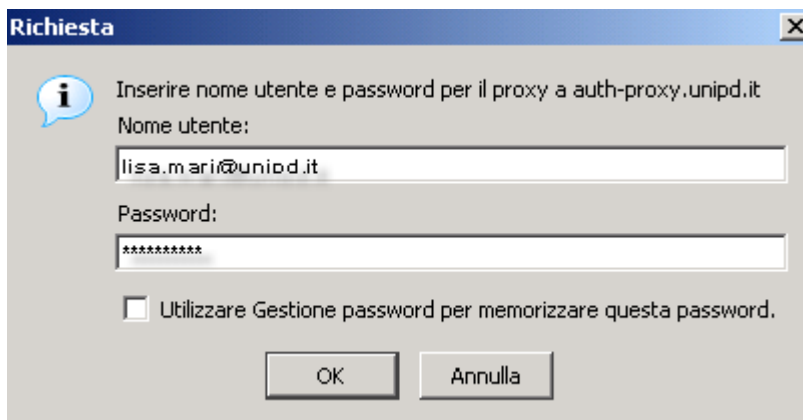 Richiesta
Inserire nome utente e password per il proxy a auth-proxy.unipd.it
Nome utente:
lisa.mari@unipd.it
Password:
**********
Utilizzare Gestione password per memorizzare questa password.
OK Annulla